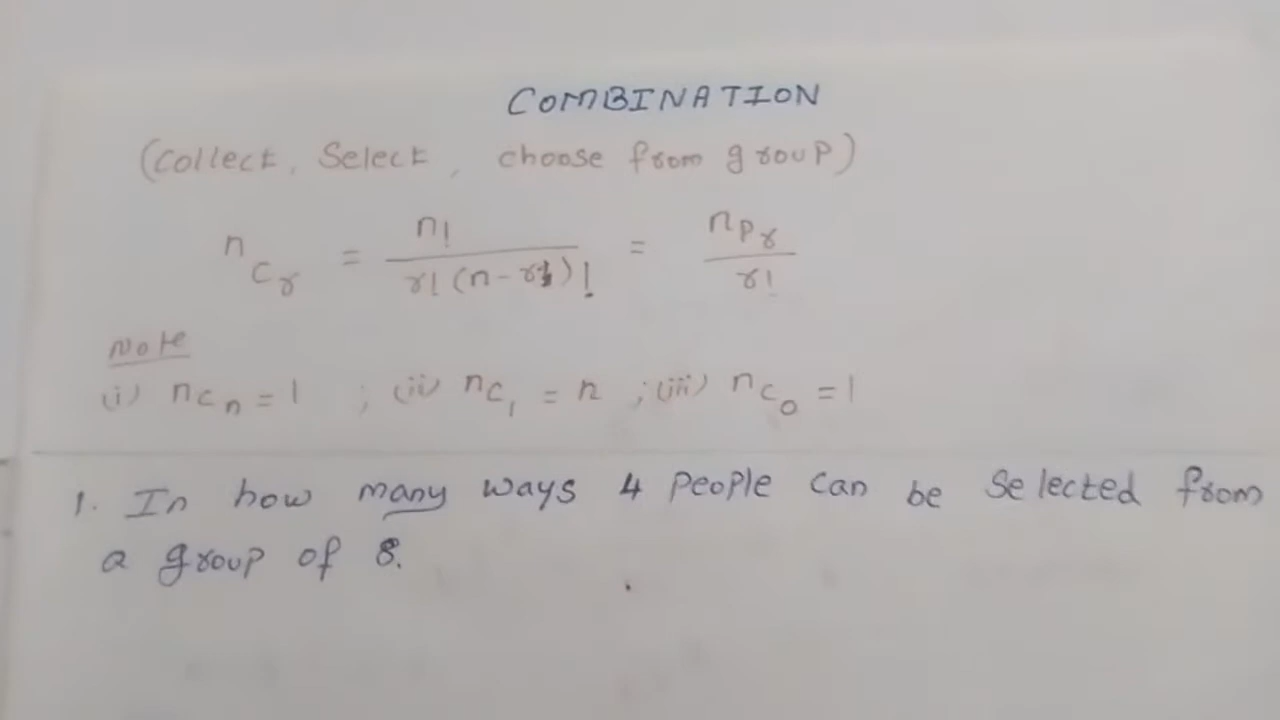 COMBINATION
(Collect, Select, choose from group)
nCr = n! / r!(n-r)! = nPr / r!
Note
(i) nCn = 1 ; (ii) nC1 = n ; (iii) nC0 = 1
1. In how many ways 4 people can be selected from
a group of 8.